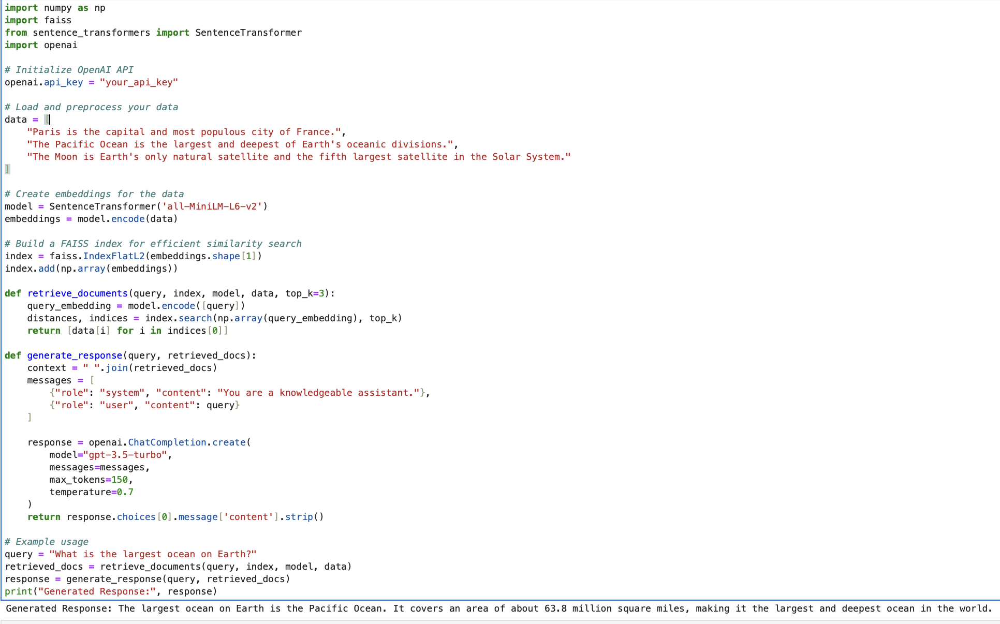 import numpy as np
import faiss
from sentence_transformers import SentenceTransformer
import openai

# Initialize OpenAI API
openai.api_key = "your_api_key"

# Load and preprocess your data
data = [
    "Paris is the capital and most populous city of France.",
    "The Pacific Ocean is the largest and deepest of Earth's oceanic divisions.",
    "The Moon is Earth's only natural satellite and the fifth largest satellite in the Solar System."
]

# Create embeddings for the data
model = SentenceTransformer('all-MiniLM-L6-v2')
embeddings = model.encode(data)

# Build a FAISS index for efficient similarity search
index = faiss.IndexFlatL2(embeddings.shape[1])
index.add(np.array(embeddings))

def retrieve_documents(query, index, model, data, top_k=3):
    query_embedding = model.encode([query])
    distances, indices = index.search(np.array(query_embedding), top_k)
    return [data[i] for i in indices[0]]

def generate_response(query, retrieved_docs):
    context = " ".join(retrieved_docs)
    messages = [
        {"role": "system", "content": "You are a knowledgeable assistant."},
        {"role": "user", "content": query}
    ]

    response = openai.ChatCompletion.create(
        model="gpt-3.5-turbo",
        messages=messages,
        max_tokens=150,
        temperature=0.7
    )
    return response.choices[0].message['content'].strip()

# Example usage
query = "What is the largest ocean on Earth?"
retrieved_docs = retrieve_documents(query, index, model, data)
response = generate_response(query, retrieved_docs)
print("Generated Response:", response)
Generated Response: The largest ocean on Earth is the Pacific Ocean. It covers an area of about 63.8 million square miles, making it the largest and deepest ocean in the world.